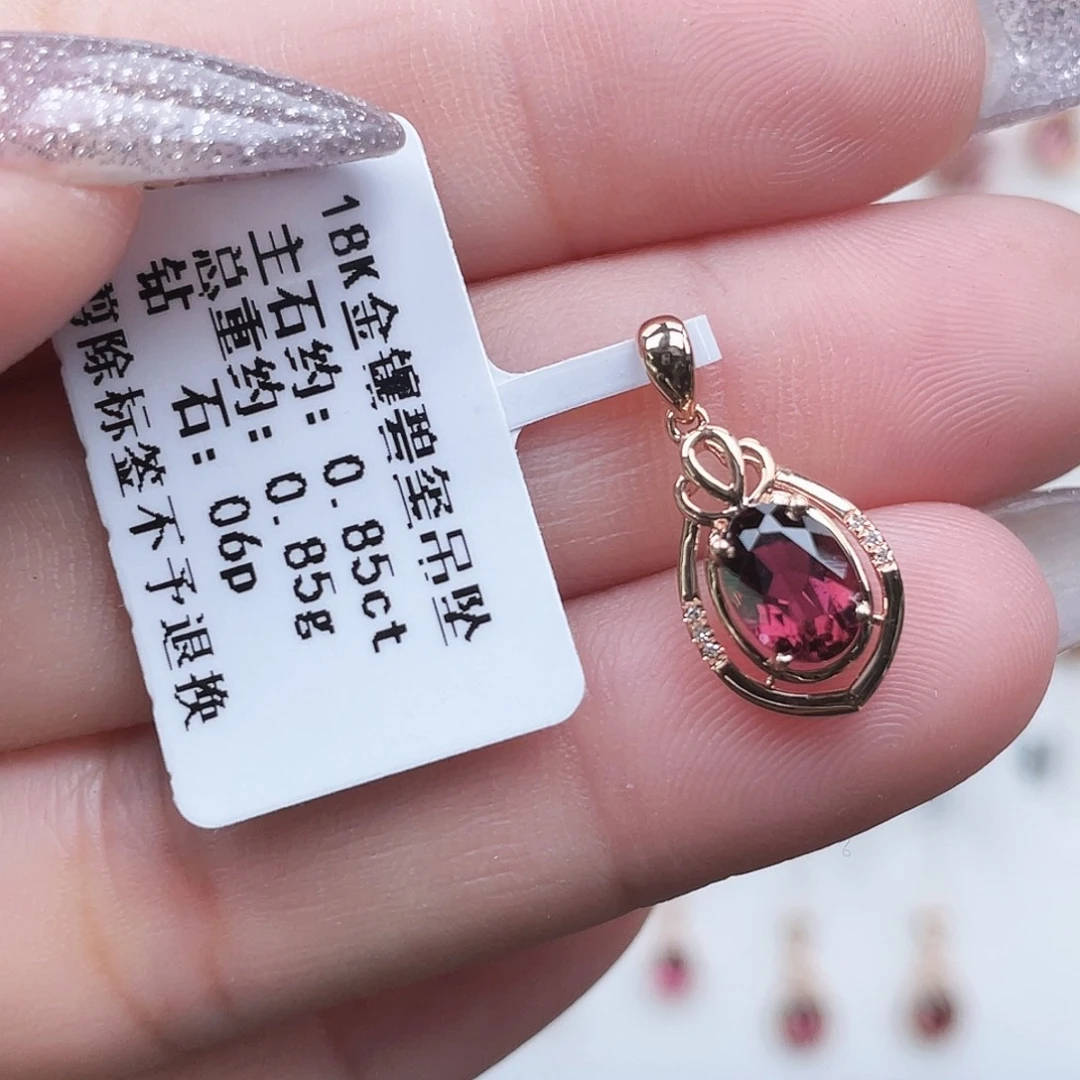 18K金镶碧玺吊坠
主石约: 0.85ct
总重约: 0.85g
钻 石: 06p
剪除标签不予退换